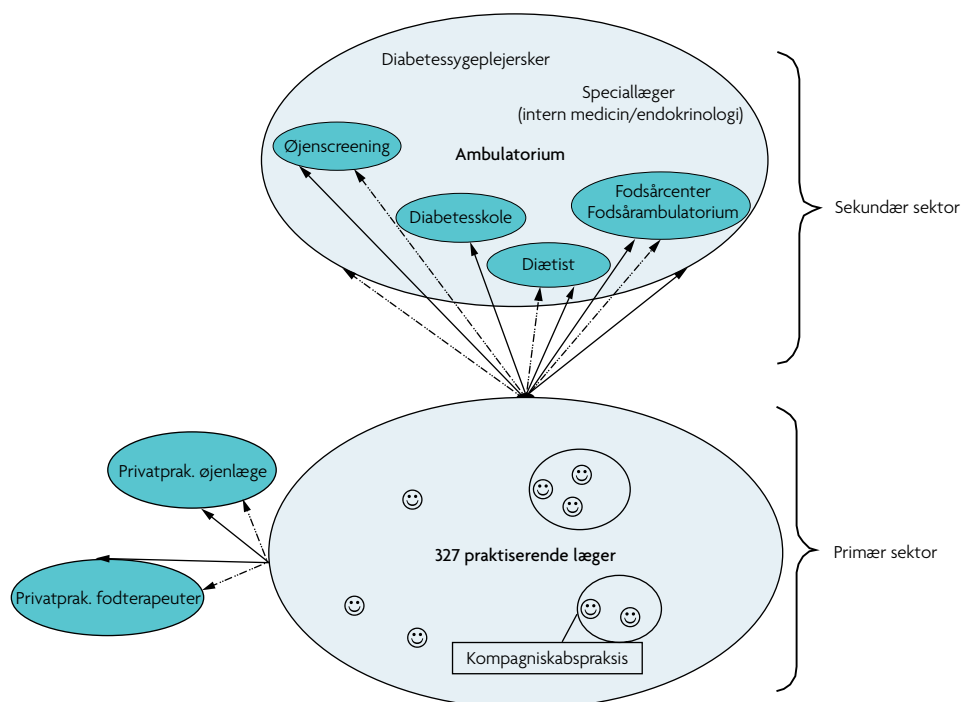 Diabetessygeplejersker
Speciallæger
(intern medicin/endokrinologi)
Øjenscreening
Ambulatorium
Fodsårcenter
Fodsårambulatorium
Diabetesskole
Sekundær sektor
Diætist
Privatprak. øjenlæge
327 praktiserende læger
Primær sektor
Privatprak. fodterapeuter
Kompagniskabspraksis